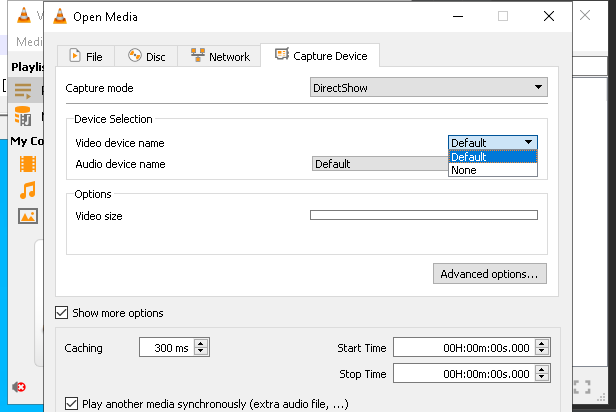 Open Media
Medi
File
Disc
Network
Capture Device
Playlis
Capture mode
DirectShow
Device Selection
Video device name
Default
Default
None
Audio device name
Default
My Co
Options
Video size
Advanced options...
Show more options
Caching
300 ms
Start Time
00H:00m:00s.000
Stop Time
00H:00m:00s.000
Play another media synchronously (extra audio file, ...)